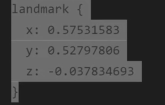 landmark {
  x: 0.57531583
  y: 0.52797806
  z: -0.037834693
}